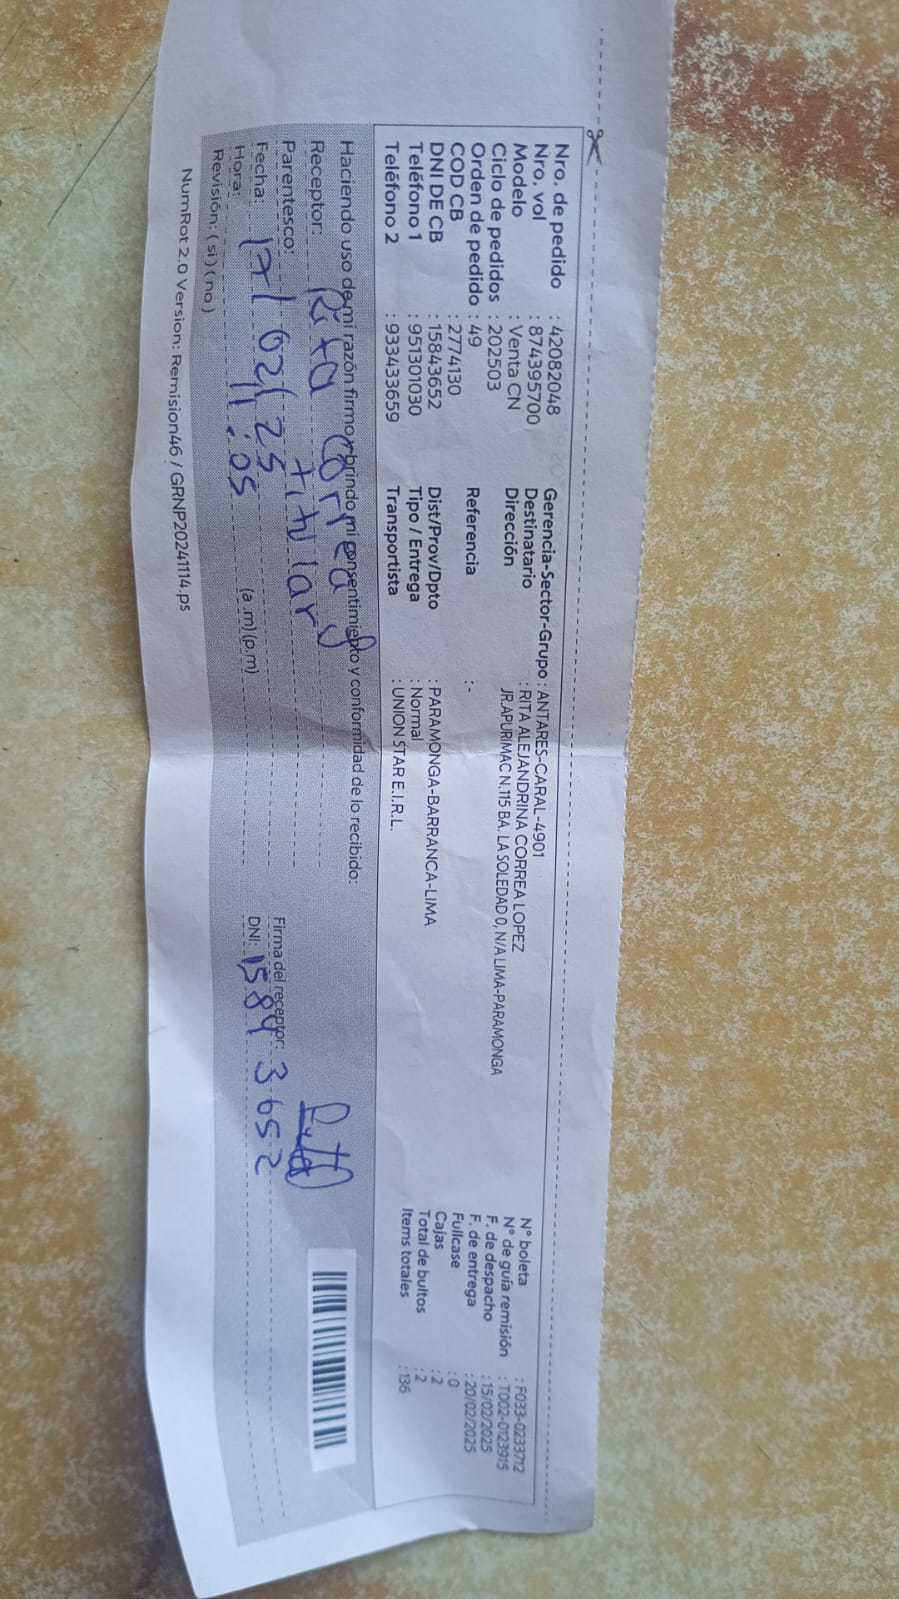 Nro. de pedido : 42082048
Nro. vol : 874395700
Modelo : Venta CN
Ciclo de pedidos : 202503
Orden de pedido : 49
COD CB : 2774130
DNI DE CB : 15843652
Teléfono 1 : 951301030
Teléfono 2 : 933433659
Gerencia-Sector-Grupo : ANTARES-CARAL-4901
Destinatario : RITA ALEJANDRINA CORREA LOPEZ
Dirección JR.APURIMAC N.115 BA. LA SOLEDAD 0, N/A LIMA-PARAMONGA
Referencia :-
Dist/Prov/Dpto : PARAMONGA-BARRANCA-LIMA
Tipo / Entrega : Normal
Transportista : UNION STAR E.I.R.L.
N° boleta : F033-0233712
N° de guía remisión : T002-0123915
F. de despacho : 15/02/2025
F. de entrega : 20/02/2025
Fullcase : 0
Cajas : 2
Total de bultos : 2
Items totales : 136
Haciendo uso de mi razón firmo y brindo mi consentimiento y conformidad de lo recibido:
Receptor: Rita Correa
Parentesco: titular
Fecha: 17/02/25
Hora: 11:05 (a.m)(p.m)
Revisión: ( si ) ( no )
Firma del receptor:
DNI: 15843652
NumRot 2.0 Version: Remision46 / GRNP20241114.ps